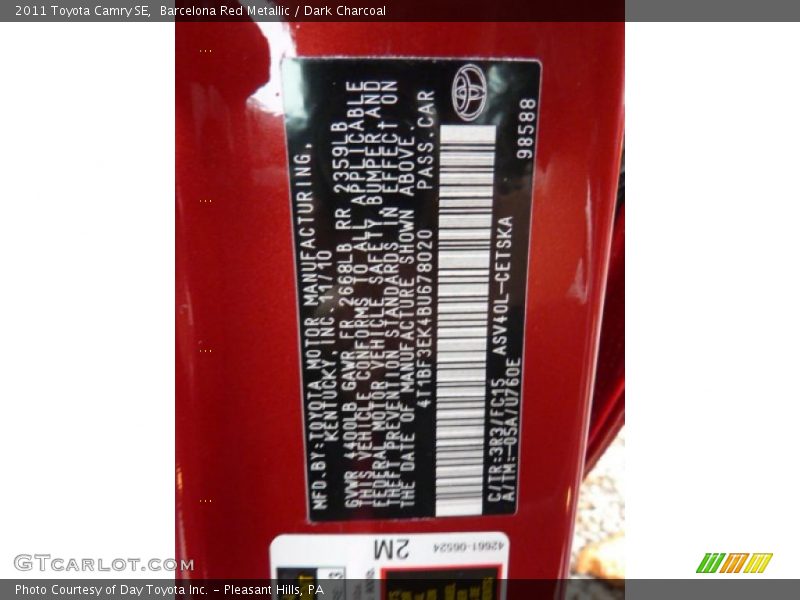 2011 Toyota Camry SE,  Barcelona Red Metallic / Dark Charcoal
MFD.BY:TOYOTA MOTOR MANUFACTURING,
KENTUCKY, INC. 11/10
GVWR 4400LB GAWR FR 2668LB RR 2359LB
THIS VEHICLE CONFORMS TO ALL APPLICABLE
FEDERAL MOTOR VEHICLE SAFETY, BUMPER AND
THEFT PREVENTION STANDARDS IN EFFECT ON
THE DATE OF MANUFACTURE SHOWN ABOVE.
4T1BF3EK4BU678020 PASS.CAR
C/TR:3R3/FC15 ASV40L-CETSKA 98588
A/TM:-05A/U760E
2M 42661-06524
GTCarlot.com
Photo Courtesy of Day Toyota Inc. - Pleasant Hills, PA